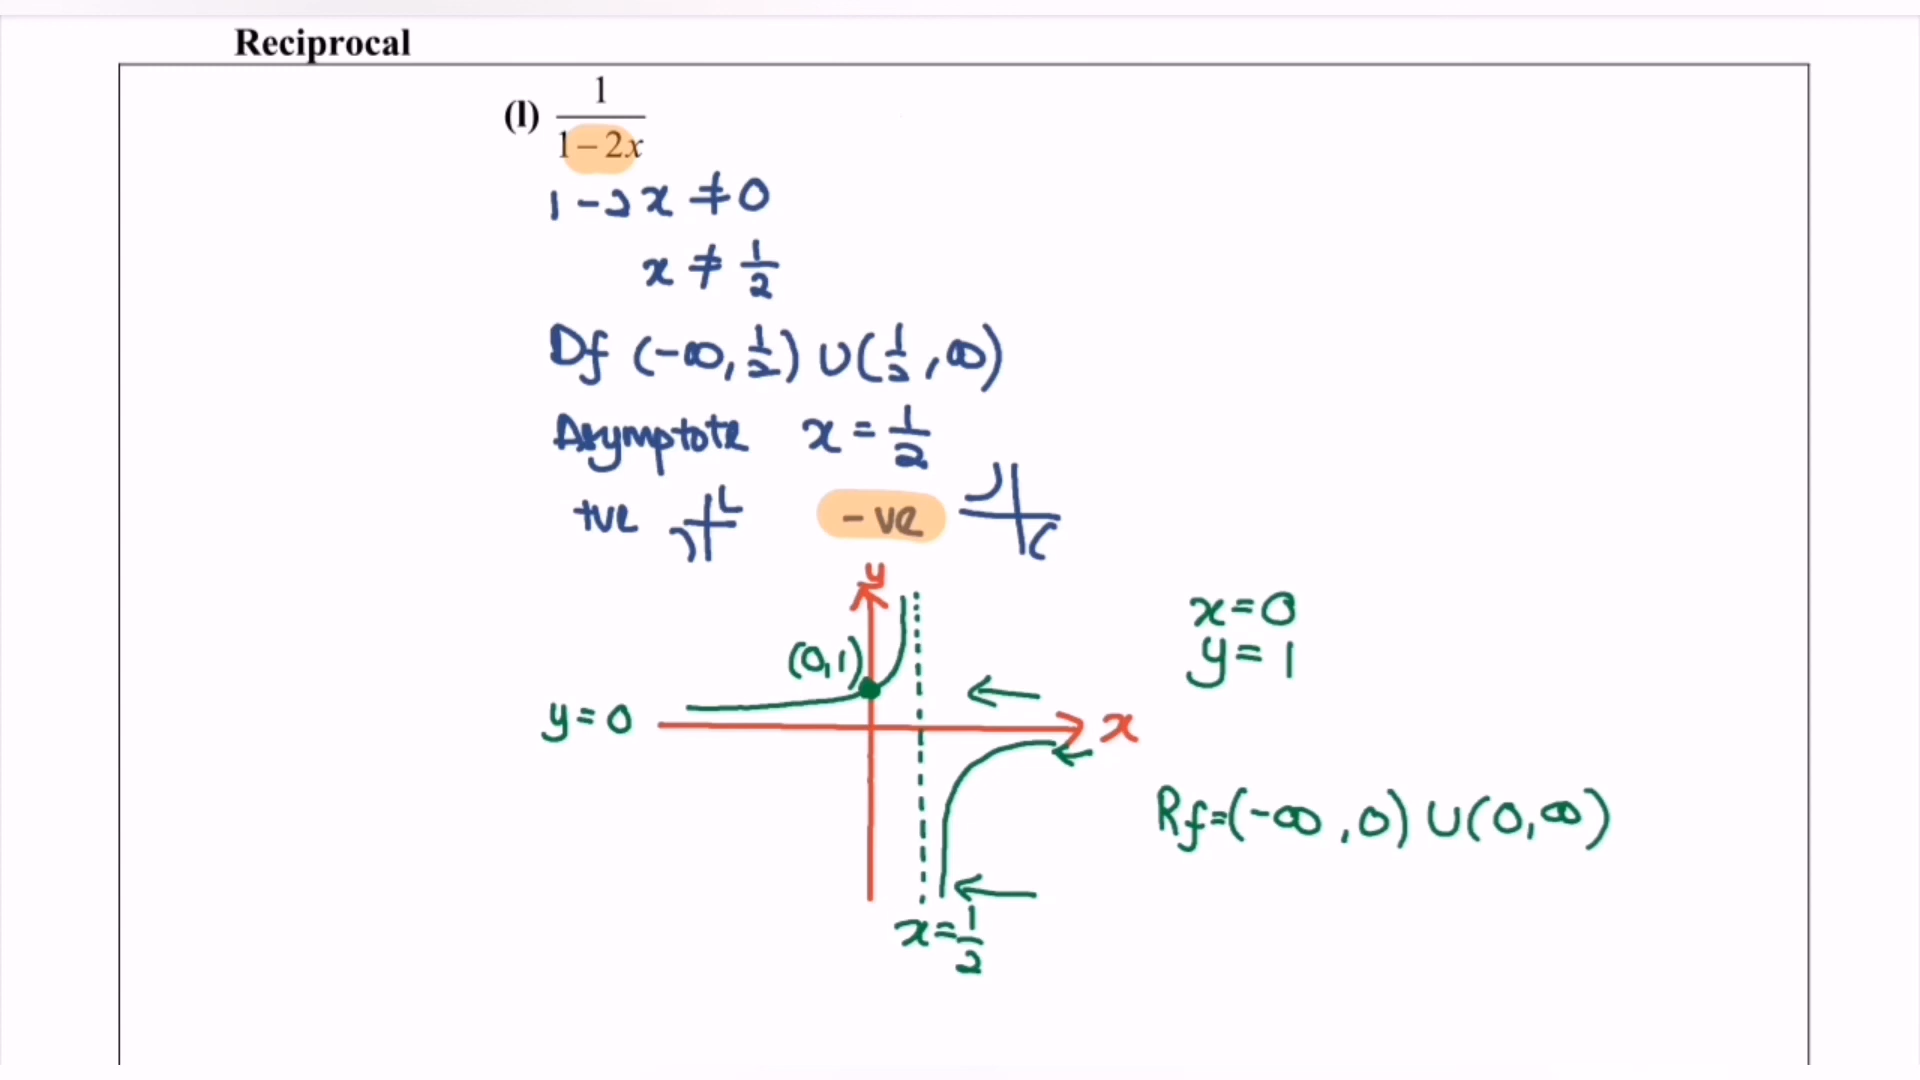 Reciprocal
(l) 1/(1 − 2x)
1 - 2x ≠ 0
x ≠ 1/2
Df (-∞, 1/2) ∪ (1/2, ∞)
Asymptote x = 1/2
+ve - ve
y
x = 0
y = 1
(0,1)
y = 0
x
Rf = (-∞, 0) ∪ (0, ∞)
x = 1/2